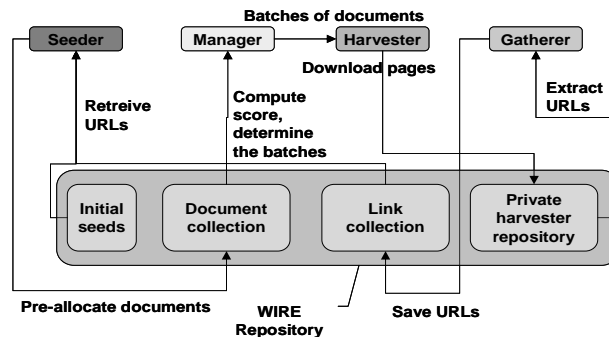 Batches of documents
Seeder
Manager
Harvester
Gatherer
Download pages
Retreive
URLs
Compute
score,
determine
the batches
Extract
URLs
Initial
seeds
Document
collection
Link
collection
Private
harvester
repository
Pre-allocate documents
WIRE
Repository
Save URLs